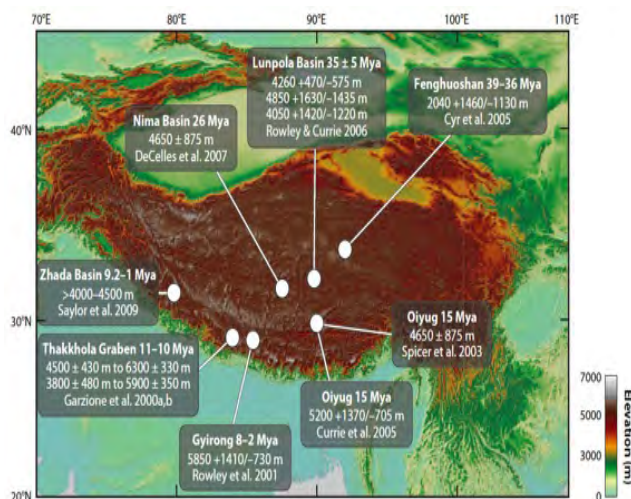 70°E
80°E
90°E
100°E
110°E
40°N
30°N
20°N
Lunpola Basin 35 ± 5 Mya
4260 +470/–575 m
4850 +1630/–1435 m
4050 +1420/–1220 m
Rowley & Currie 2006
Fenghuoshan 39–36 Mya
2040 +1460/–1130 m
Cyr et al. 2005
Nima Basin 26 Mya
4650 ± 875 m
DeCelles et al. 2007
Zhada Basin 9.2–1 Mya
>4000–4500 m
Saylor et al. 2009
Thakkhola Graben 11–10 Mya
4500 ± 430 m to 6300 ± 330 m
3800 ± 480 m to 5900 ± 350 m
Garzione et al. 2000a,b
Gyirong 8–2 Mya
5850 +1410/–730 m
Rowley et al. 2001
Oiyug 15 Mya
5200 +1370/–705 m
Currie et al. 2005
Oiyug 15 Mya
4650 ± 875 m
Spicer et al. 2003
7000
6000
5000
4000
3000
2000
1000
0
Elevation (m)